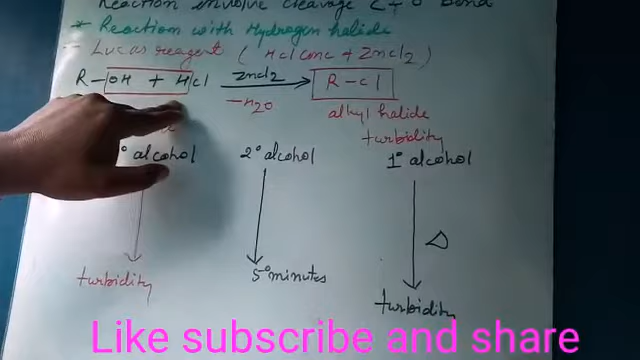 Reaction involve cleavage C + O Bond
* Reaction with Hydrogen halide
- Lucas reagent ( Hcl conc + Zncl2 )
R - OH + HCl Zncl2 R - cl
- H2O alkyl halide
turbidity
° alcohol 2° alcohol 1° alcohol
Δ
turbidity 5 minutes turbidity
Like subscribe and share